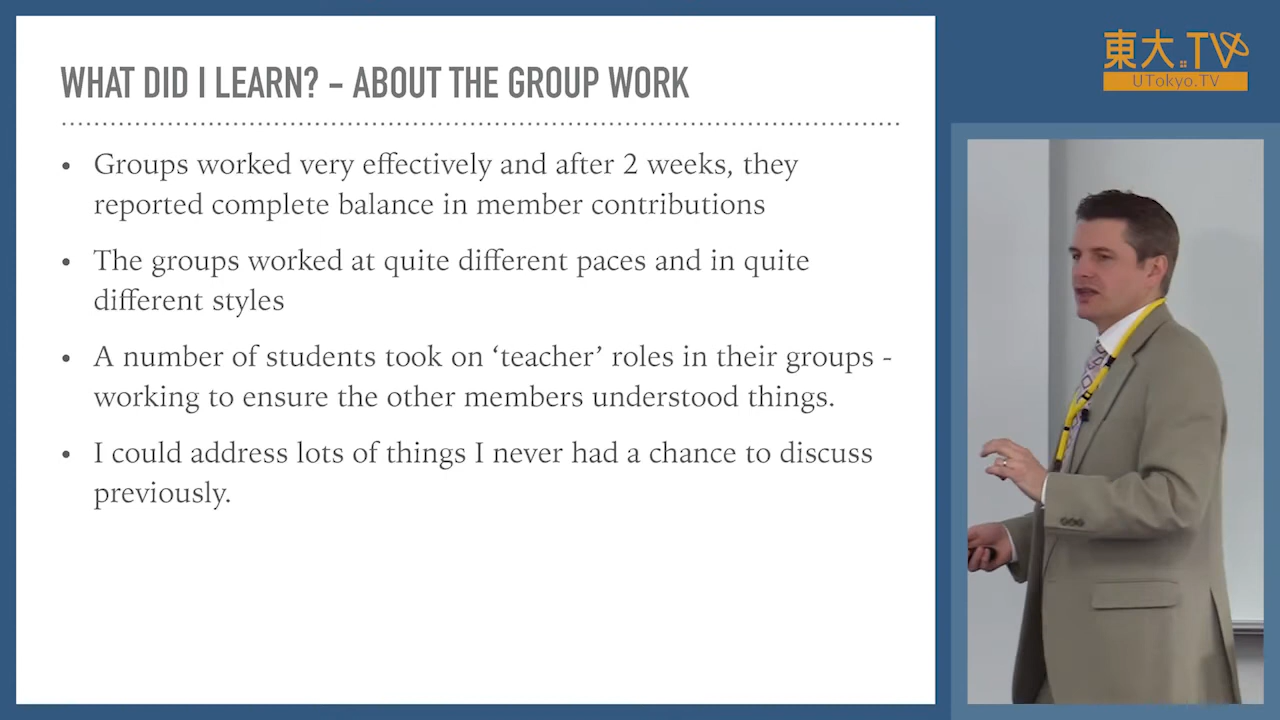 WHAT DID I LEARN? - ABOUT THE GROUP WORK
• Groups worked very effectively and after 2 weeks, they
reported complete balance in member contributions
• The groups worked at quite different paces and in quite
different styles
• A number of students took on ‘teacher’ roles in their groups -
working to ensure the other members understood things.
• I could address lots of things I never had a chance to discuss
previously.
東大.TV
UTokyo.TV